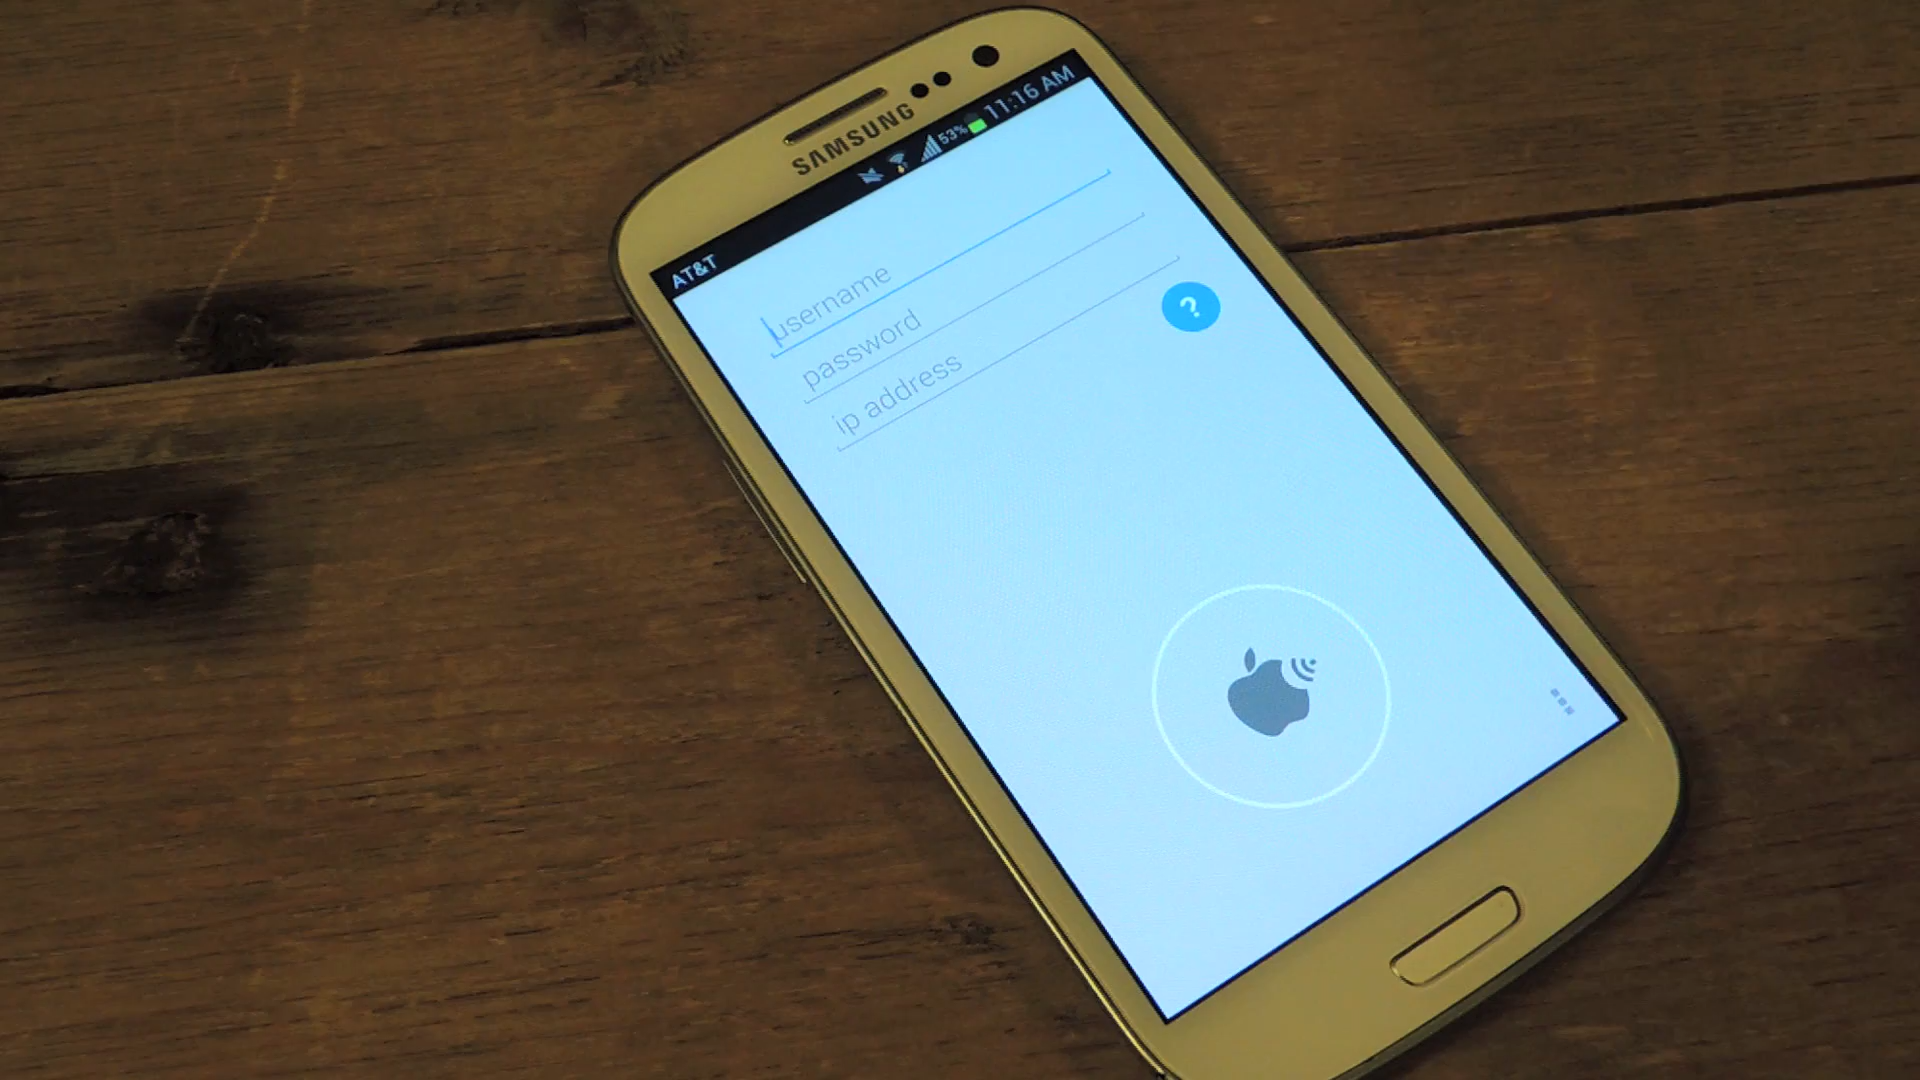 SAMSUNG
AT&T 53% 11:16 AM
username
password
ip address
?